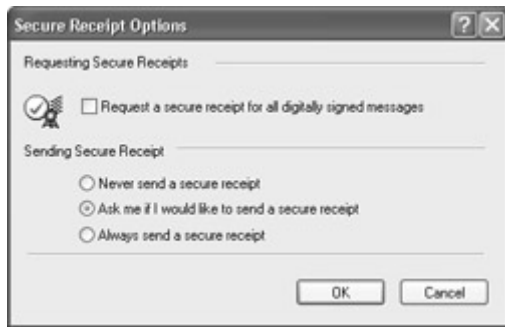 Secure Receipt Options
Requesting Secure Receipts
Request a secure receipt for all digitally signed messages
Sending Secure Receipt
Never send a secure receipt
Ask me if I would like to send a secure receipt
Always send a secure receipt
OK Cancel